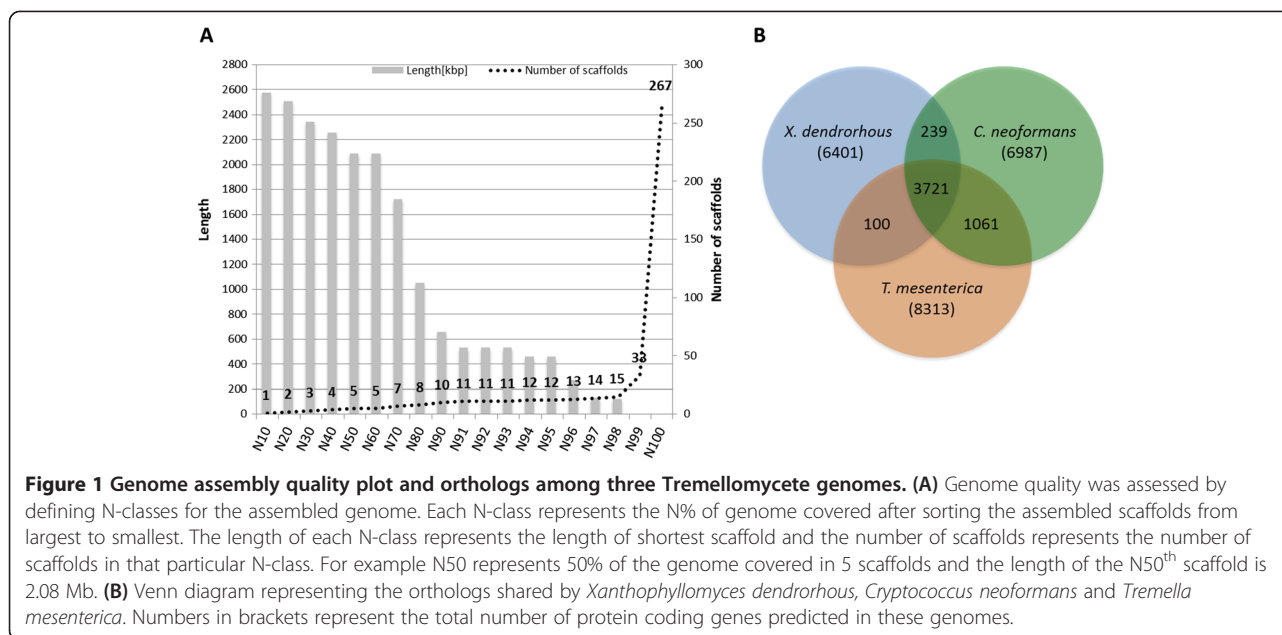 A
Length[kbp]
Number of scaffolds
Length
2800
2600
2400
2200
2000
1800
1600
1400
1200
1000
800
600
400
200
0
1
2
3
4
5
5
7
8
10
11
11
11
12
12
13
14
15
33
267
300
250
200
150
100
50
0
Number of scaffolds
N10
N20
N30
N40
N50
N60
N70
N80
N90
N91
N92
N93
N94
N95
N96
N97
N98
N99
N100
B
X. dendrorhous
(6401)
239
C. neoformans
(6987)
3721
100
1061
T. mesenterica
(8313)
Figure 1 Genome assembly quality plot and orthologs among three Tremellomycete genomes. (A) Genome quality was assessed by
defining N-classes for the assembled genome. Each N-class represents the N% of genome covered after sorting the assembled scaffolds from
largest to smallest. The length of each N-class represents the length of shortest scaffold and the number of scaffolds represents the number of
scaffolds in that particular N-class. For example N50 represents 50% of the genome covered in 5 scaffolds and the length of the N50th scaffold is
2.08 Mb. (B) Venn diagram representing the orthologs shared by Xanthophyllomyces dendrorhous, Cryptococcus neoformans and Tremella
mesenterica. Numbers in brackets represent the total number of protein coding genes predicted in these genomes.